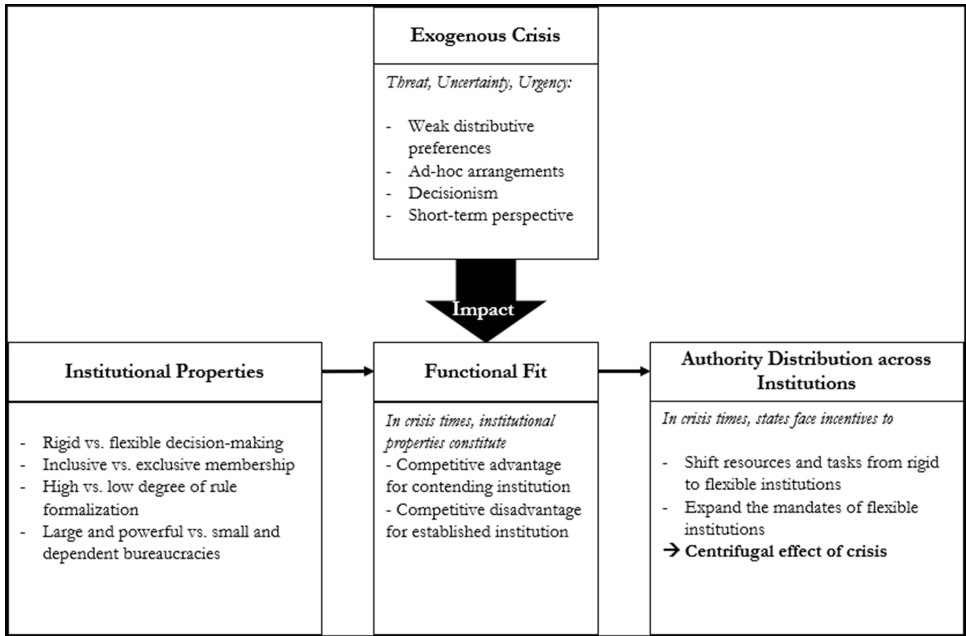 Exogenous Crisis
Threat, Uncertainty, Urgency:
- Weak distributive
preferences
- Ad-hoc arrangements
- Decisionism
- Short-term perspective
Impact
Institutional Properties
- Rigid vs. flexible decision-making
- Inclusive vs. exclusive membership
- High vs. low degree of rule
formalization
- Large and powerful vs. small and
dependent bureaucracies
Functional Fit
In crisis times, institutional
properties constitute
- Competitive advantage
for contending institution
- Competitive disadvantage
for established institution
Authority Distribution across
Institutions
In crisis times, states face incentives to
- Shift resources and tasks from rigid
to flexible institutions
- Expand the mandates of flexible
institutions
➔ Centrifugal effect of crisis